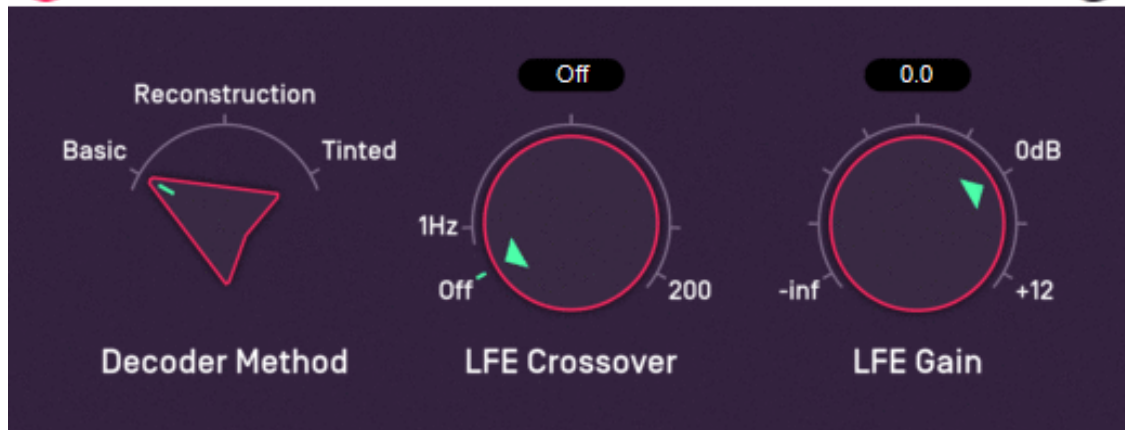 Off
0.0
Reconstruction
Basic
Tinted
0dB
1Hz
Off
200
-inf
+12
Decoder Method
LFE Crossover
LFE Gain